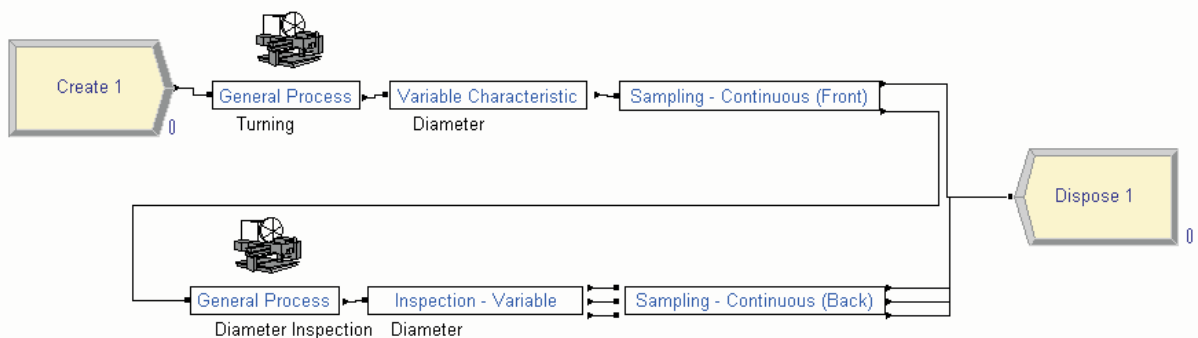 Create 1
0
General Process
Turning
Variable Characteristic
Diameter
Sampling - Continuous (Front)
Dispose 1
0
General Process
Diameter Inspection
Inspection - Variable
Diameter
Sampling - Continuous (Back)